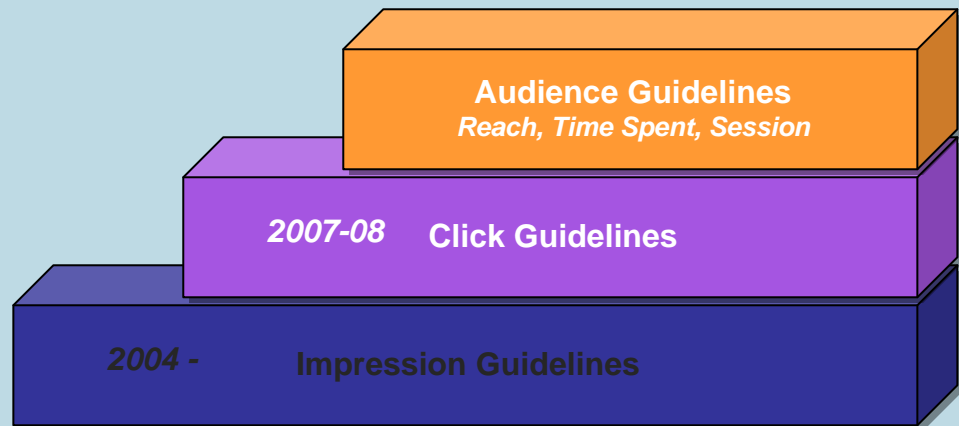 Audience Guidelines
Reach, Time Spent, Session
2007-08 Click Guidelines
2004 - Impression Guidelines